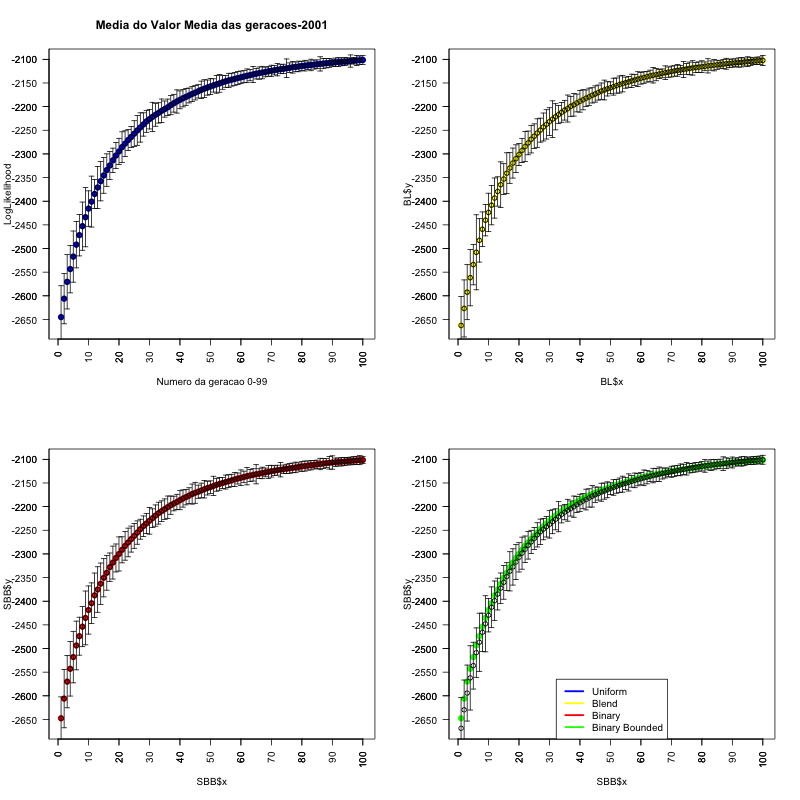 Media do Valor Media das geracoes-2001
LogLikelihood
-2100
-2150
-2200
-2250
-2300
-2350
-2400
-2450
-2500
-2550
-2600
-2650
0 10 20 30 40 50 60 70 80 90 100
Numero da geracao 0-99
BL$y
-2100
-2150
-2200
-2250
-2300
-2350
-2400
-2450
-2500
-2550
-2600
-2650
0 10 20 30 40 50 60 70 80 90 100
BL$x
SBB$y
-2100
-2150
-2200
-2250
-2300
-2350
-2400
-2450
-2500
-2550
-2600
-2650
0 10 20 30 40 50 60 70 80 90 100
SBB$x
SBB$y
-2100
-2150
-2200
-2250
-2300
-2350
-2400
-2450
-2500
-2550
-2600
-2650
Uniform
Blend
Binary
Binary Bounded
0 10 20 30 40 50 60 70 80 90 100
SBB$x